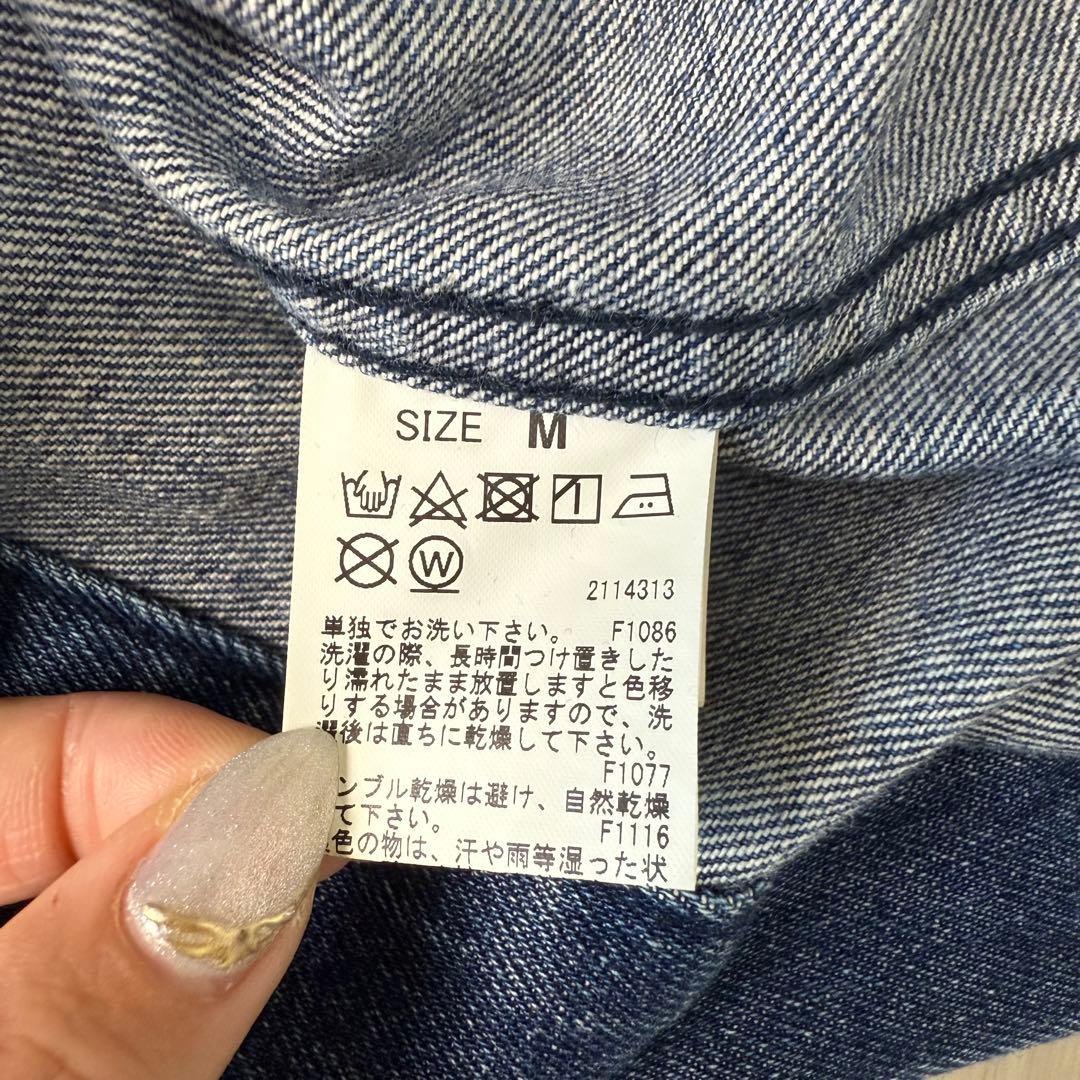 SIZE M
W
2114313
単独でお洗い下さい。 F1086
洗濯の際、長時間つけ置きした
り濡れたまま放置しますと色移
りする場合がありますので、洗
濯後は直ちに乾燥して下さい。
F1077
ンブル乾燥は避け、自然乾燥
て下さい。 F1116
色の物は、汗や雨等湿った状